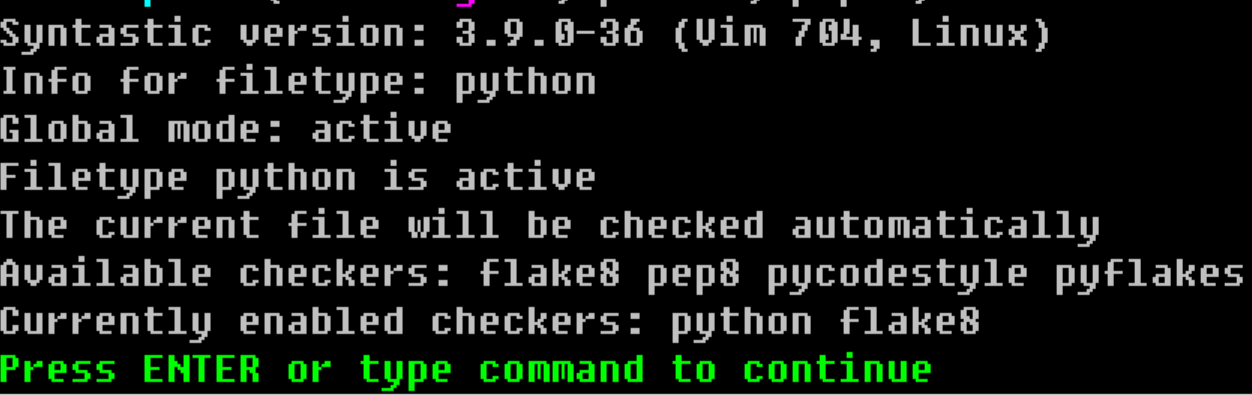 Syntastic version: 3.9.0-36 (Vim 704, Linux)
Info for filetype: python
Global mode: active
Filetype python is active
The current file will be checked automatically
Available checkers: flake8 pep8 pycodestyle pyflakes
Currently enabled checkers: python flake8
Press ENTER or type command to continue